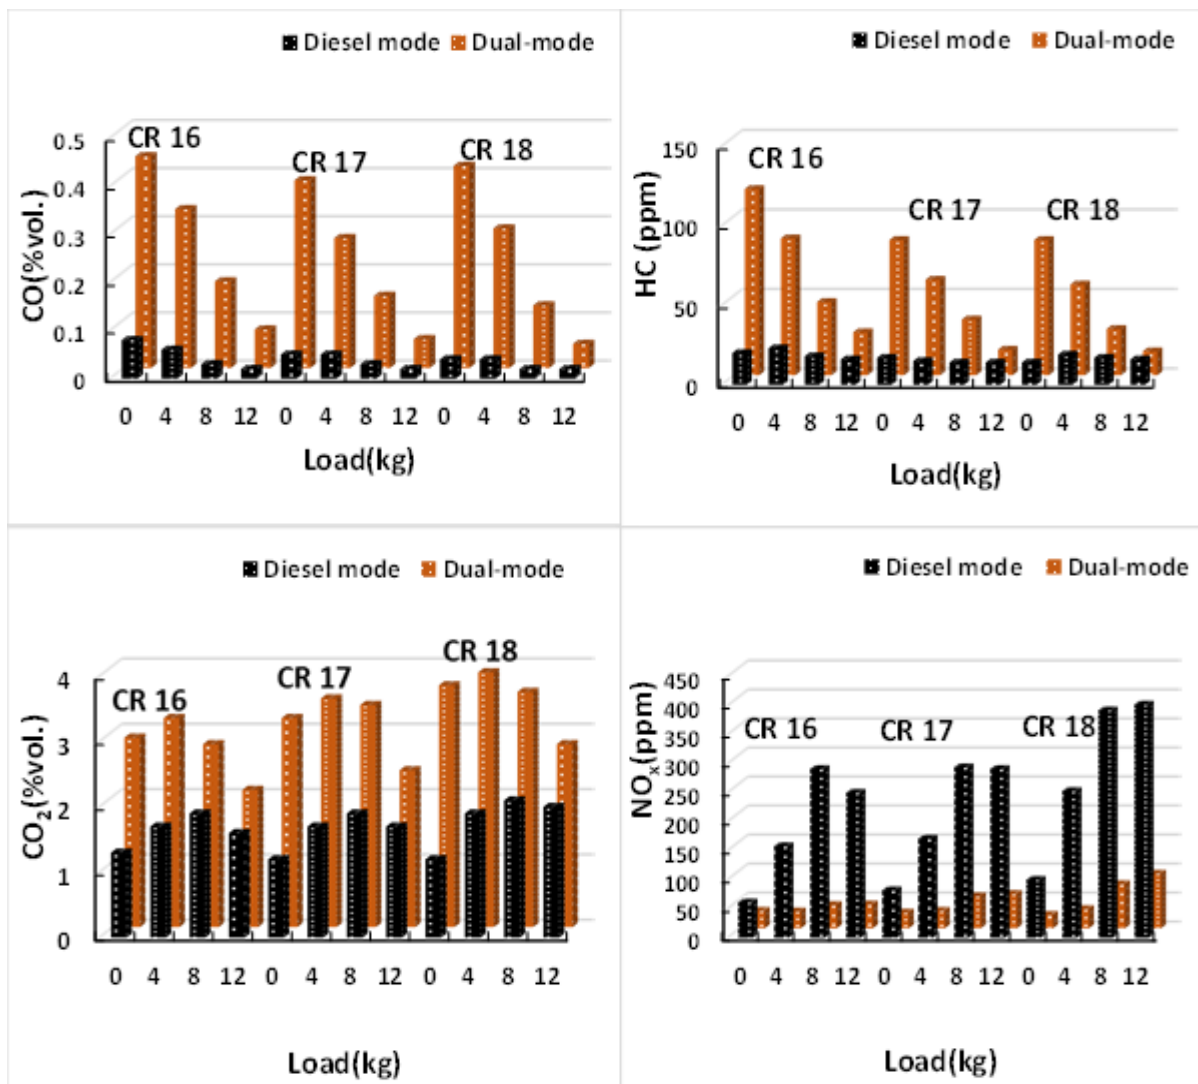 Diesel mode Dual-mode
CR 16 CR 17 CR 18
CO(%vol.)
0.5
0.4
0.3
0.2
0.1
0
0 4 8 12 0 4 8 12 0 4 8 12
Load(kg)
Diesel mode Dual-mode
CR 16 CR 17 CR 18
HC (ppm)
150
100
50
0
0 4 8 12 0 4 8 12 0 4 8 12
Load(kg)
Diesel mode Dual-mode
CR 16 CR 17 CR 18
CO2(%vol.)
4
3
2
1
0
0 4 8 12 0 4 8 12 0 4 8 12
Load(kg)
Diesel mode Dual-mode
CR 16 CR 17 CR 18
NOx(ppm)
450
400
350
300
250
200
150
100
50
0
0 4 8 12 0 4 8 12 0 4 8 12
Load(kg)